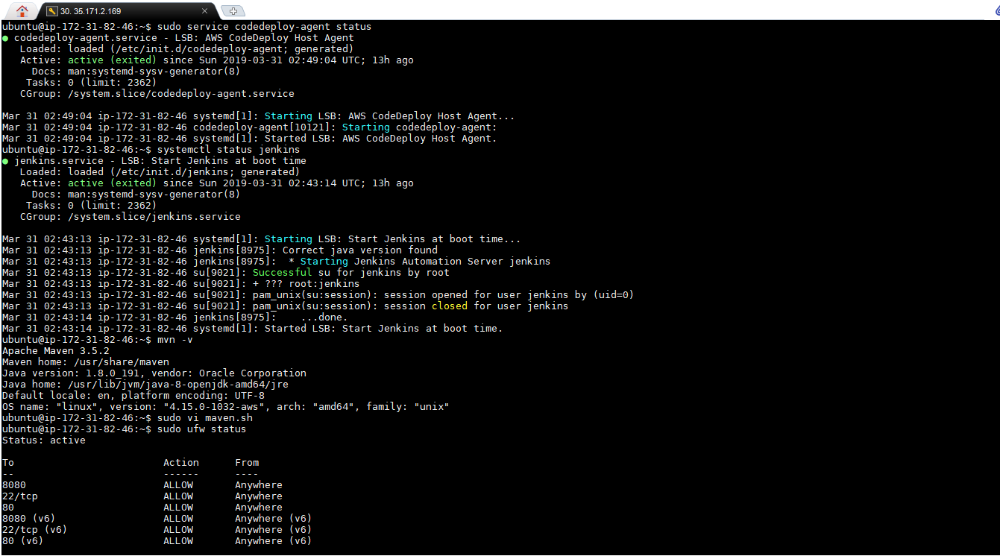 30. 35.171.2.169
ubuntu@ip-172-31-82-46:~$ sudo service codedeploy-agent status
● codedeploy-agent.service - LSB: AWS CodeDeploy Host Agent
   Loaded: loaded (/etc/init.d/codedeploy-agent; generated)
   Active: active (exited) since Sun 2019-03-31 02:49:04 UTC; 13h ago
     Docs: man:systemd-sysv-generator(8)
    Tasks: 0 (limit: 2362)
   CGroup: /system.slice/codedeploy-agent.service

Mar 31 02:49:04 ip-172-31-82-46 systemd[1]: Starting LSB: AWS CodeDeploy Host Agent...
Mar 31 02:49:04 ip-172-31-82-46 codedeploy-agent[10121]: Starting codedeploy-agent:
Mar 31 02:49:04 ip-172-31-82-46 systemd[1]: Started LSB: AWS CodeDeploy Host Agent.
ubuntu@ip-172-31-82-46:~$ systemctl status jenkins
● jenkins.service - LSB: Start Jenkins at boot time
   Loaded: loaded (/etc/init.d/jenkins; generated)
   Active: active (exited) since Sun 2019-03-31 02:43:14 UTC; 13h ago
     Docs: man:systemd-sysv-generator(8)
    Tasks: 0 (limit: 2362)
   CGroup: /system.slice/jenkins.service

Mar 31 02:43:13 ip-172-31-82-46 systemd[1]: Starting LSB: Start Jenkins at boot time...
Mar 31 02:43:13 ip-172-31-82-46 jenkins[8975]: Correct java version found
Mar 31 02:43:13 ip-172-31-82-46 jenkins[8975]:  * Starting Jenkins Automation Server jenkins
Mar 31 02:43:13 ip-172-31-82-46 su[9021]: Successful su for jenkins by root
Mar 31 02:43:13 ip-172-31-82-46 su[9021]: + ??? root:jenkins
Mar 31 02:43:13 ip-172-31-82-46 su[9021]: pam_unix(su:session): session opened for user jenkins by (uid=0)
Mar 31 02:43:13 ip-172-31-82-46 su[9021]: pam_unix(su:session): session closed for user jenkins
Mar 31 02:43:14 ip-172-31-82-46 jenkins[8975]:    ...done.
Mar 31 02:43:14 ip-172-31-82-46 systemd[1]: Started LSB: Start Jenkins at boot time.
ubuntu@ip-172-31-82-46:~$ mvn -v
Apache Maven 3.5.2
Maven home: /usr/share/maven
Java version: 1.8.0_191, vendor: Oracle Corporation
Java home: /usr/lib/jvm/java-8-openjdk-amd64/jre
Default locale: en, platform encoding: UTF-8
OS name: "linux", version: "4.15.0-1032-aws", arch: "amd64", family: "unix"
ubuntu@ip-172-31-82-46:~$ sudo vi maven.sh
ubuntu@ip-172-31-82-46:~$ sudo ufw status
Status: active

To                         Action      From
--                         ------      ----
8080                       ALLOW       Anywhere
22/tcp                     ALLOW       Anywhere
80                         ALLOW       Anywhere
8080 (v6)                  ALLOW       Anywhere (v6)
22/tcp (v6)                ALLOW       Anywhere (v6)
80 (v6)                    ALLOW       Anywhere (v6)